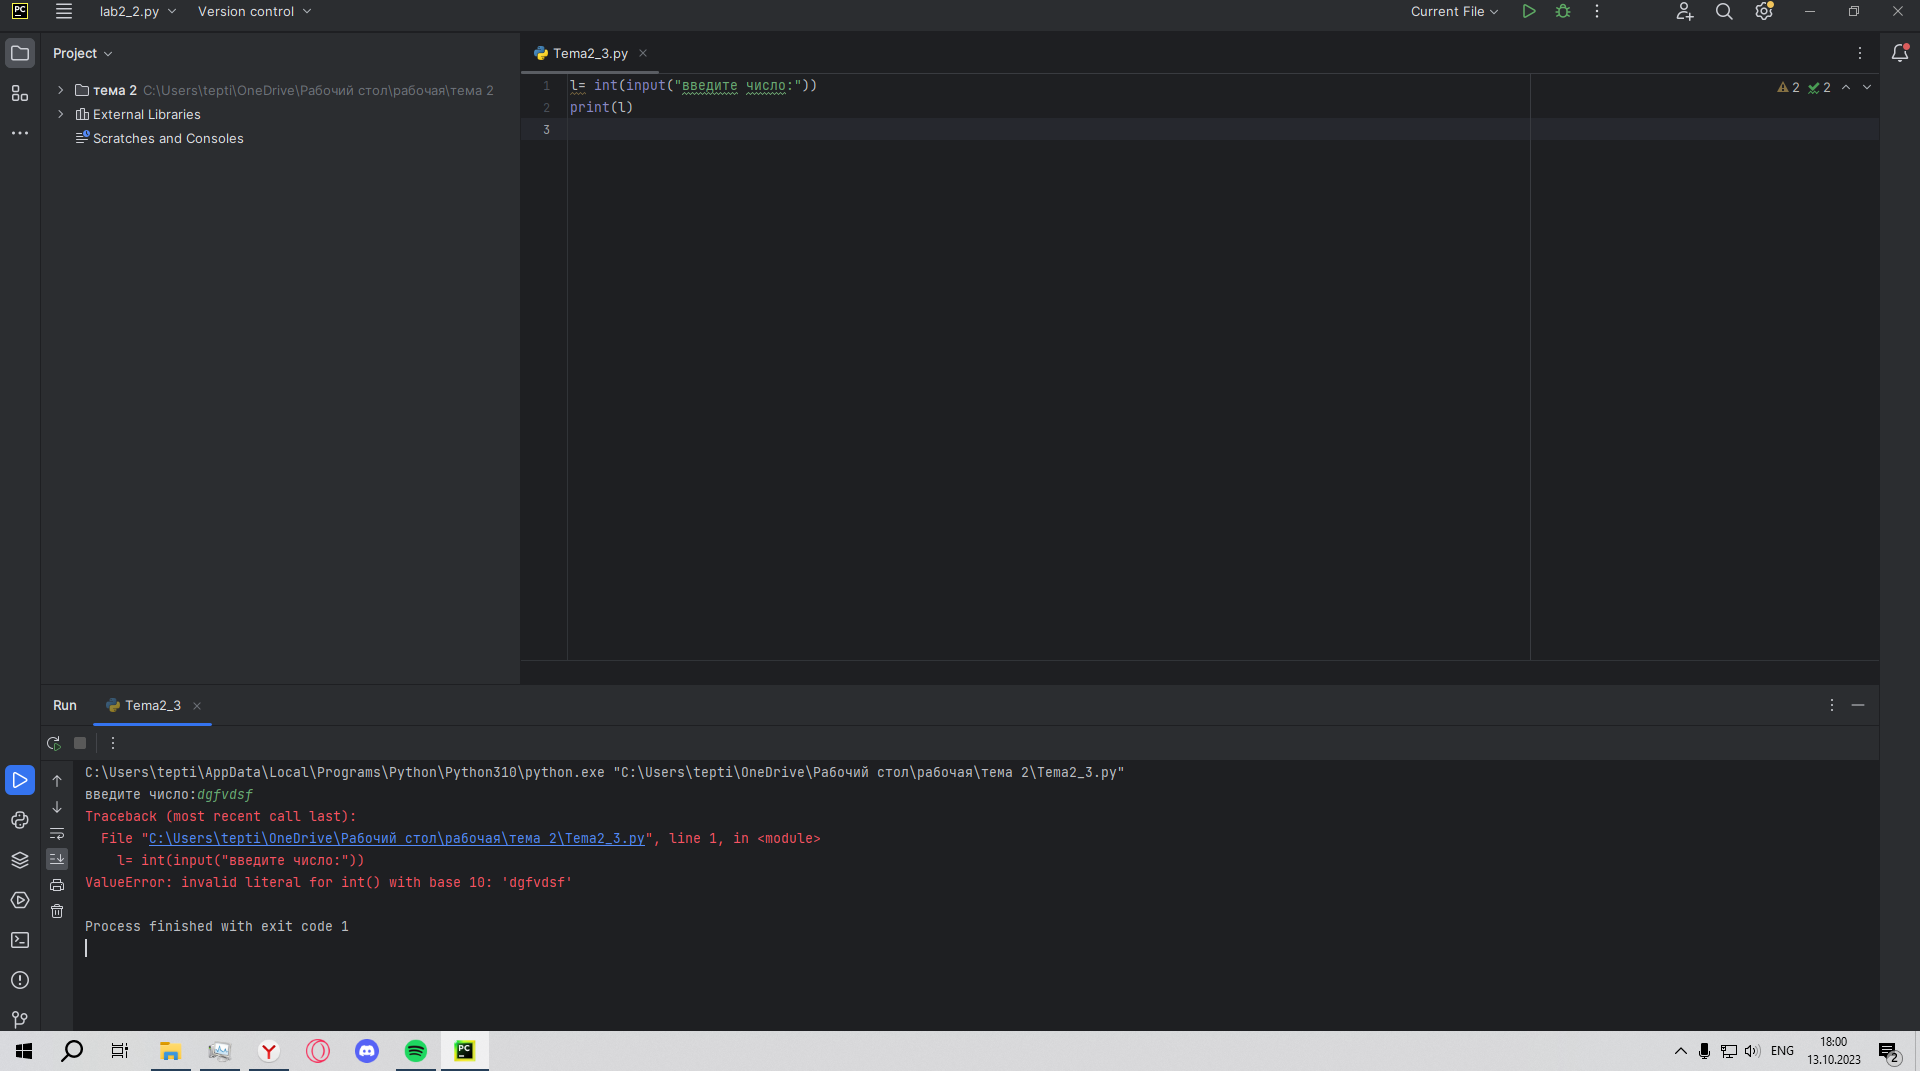 PC lab2_2.py Version control Current File
Project
Tema2_3.py
тема 2 C:\Users\tepti\OneDrive\Рабочий стол\рабочая\тема 2
External Libraries
Scratches and Consoles
1 l= int(input("введите число:")) 2 2
2 print(l)
3
Run Tema2_3
C:\Users\tepti\AppData\Local\Programs\Python\Python310\python.exe "C:\Users\tepti\OneDrive\Рабочий стол\рабочая\тема 2\Tema2_3.py"
введите число:dgfvdsf
Traceback (most recent call last):
File "C:\Users\tepti\OneDrive\Рабочий стол\рабочая\тема 2\Tema2_3.py", line 1, in <module>
l= int(input("введите число:"))
ValueError: invalid literal for int() with base 10: 'dgfvdsf'
Process finished with exit code 1
PC
ENG
18:00
13.10.2023
2